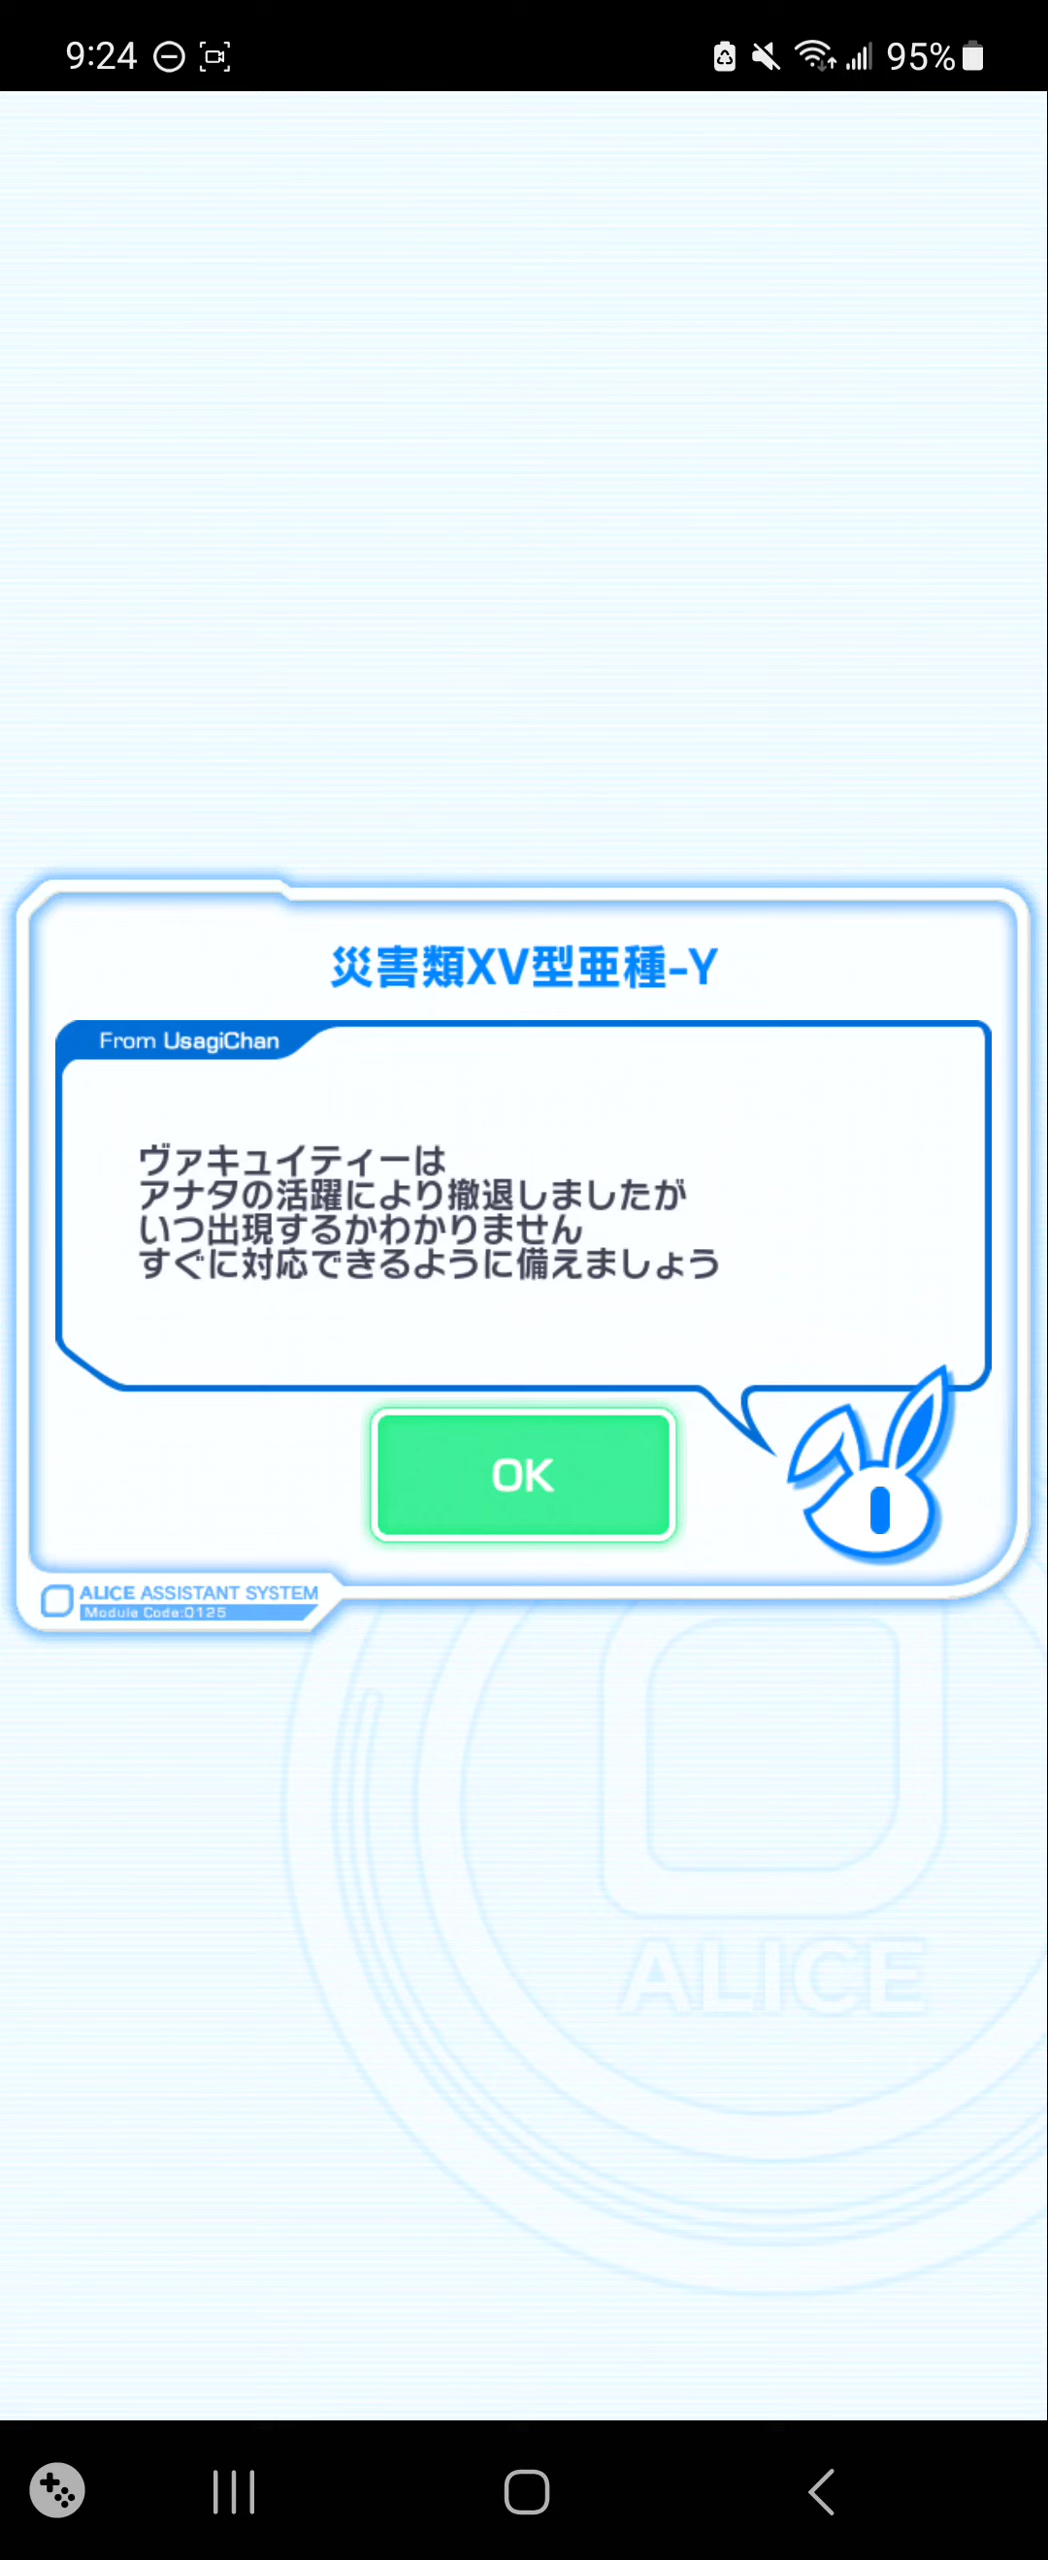 9:24
95%
災害類XV型亜種-Y
From UsagiChan
ヴァキュイティーは
アナタの活躍により撤退しましたが
いつ出現するかわかりません
すぐに対応できるように備えましょう
OK
ALICE ASSISTANT SYSTEM
Module Code:0125
ALICE